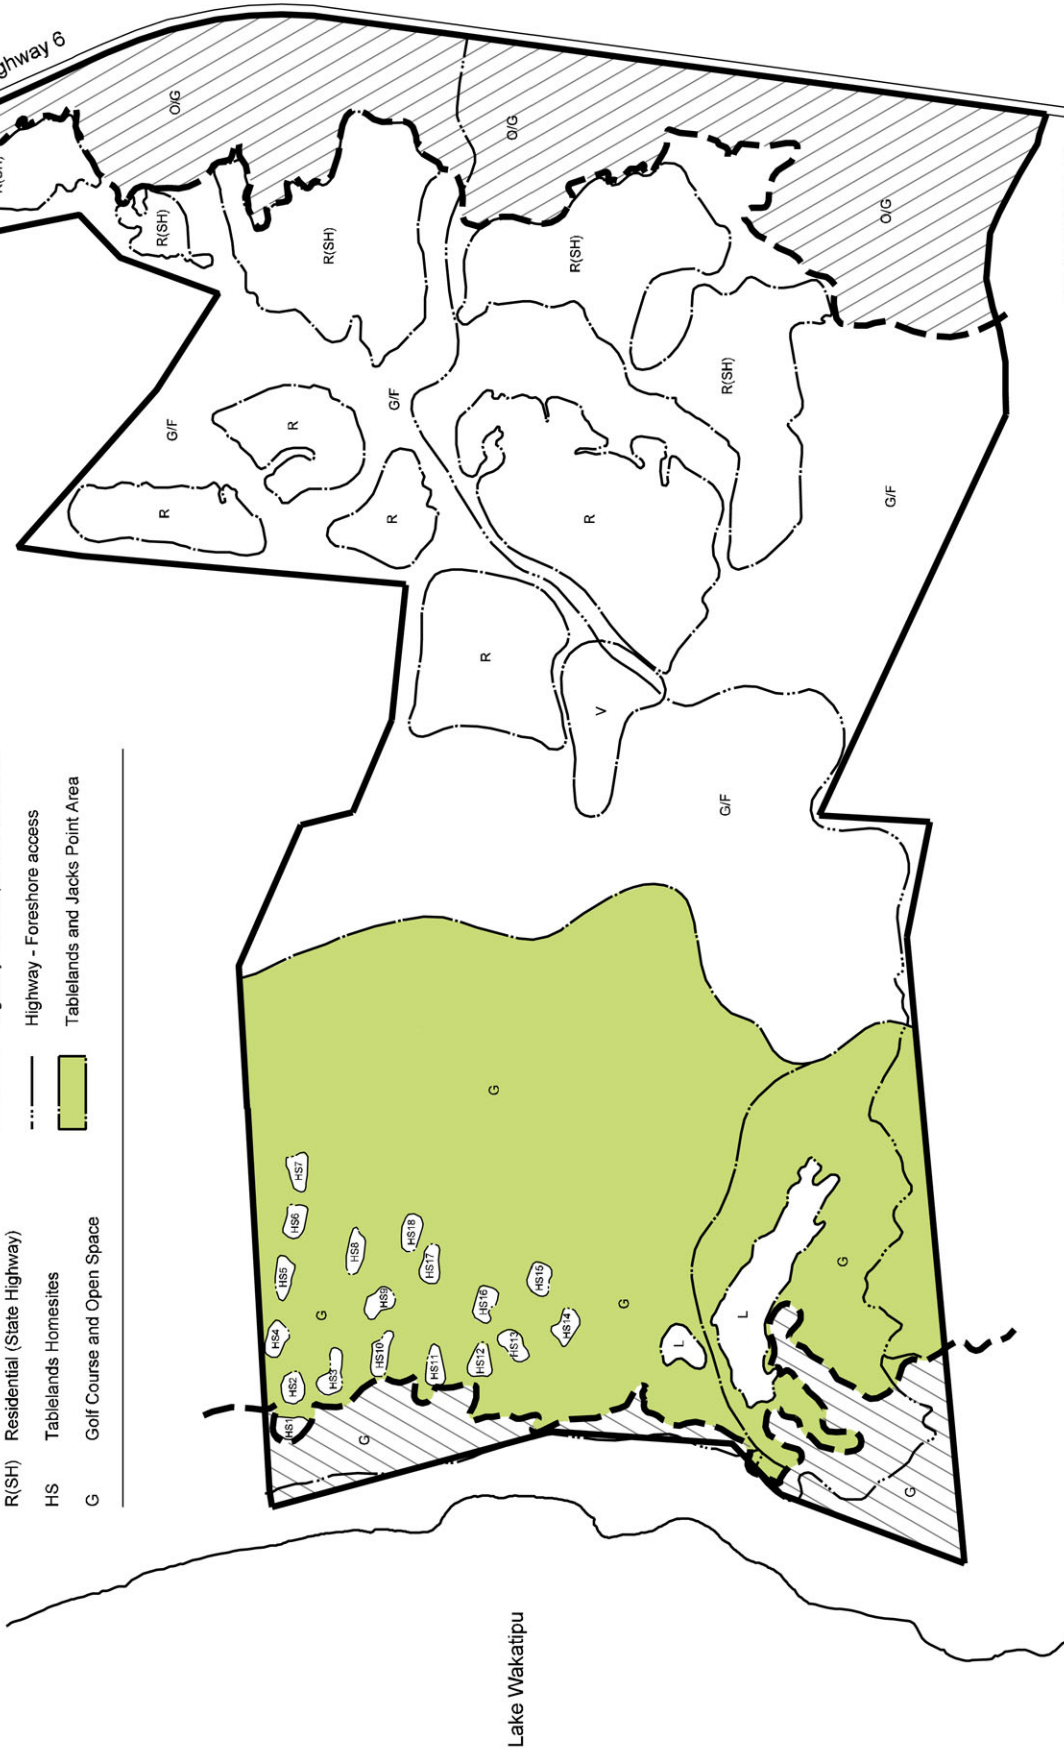 ghway 6
R(SH) Residential (State Highway)
HS Tablelands Homesites
G Golf Course and Open Space
Highway - Foreshore access
Tablelands and Jacks Point Area
O/G
O/G
O/G
R(SH)
R(SH)
R(SH)
R(SH)
G/F
G/F
G/F
G/F
R
R
R
R
R
V
G
G
G
G
G
G
L
L
HS1
HS2
HS3
HS4
HS5
HS6
HS7
HS8
HS9
HS10
HS11
HS12
HS13
HS14
HS15
HS16
HS17
HS18
Lake Wakatipu